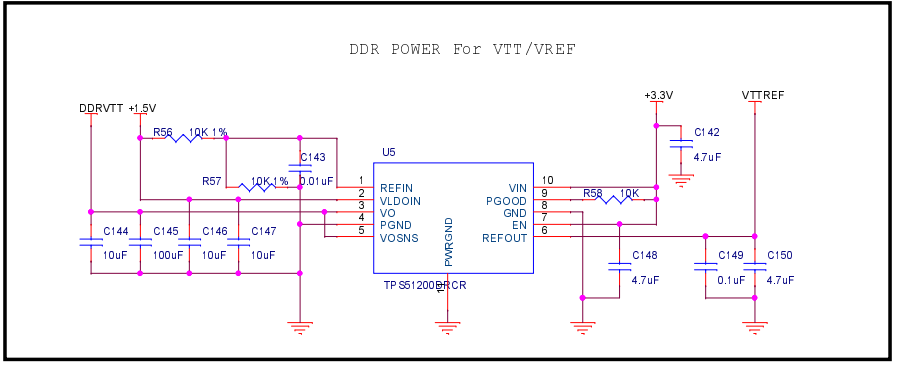 DDR POWER For VTT/VREF
DDRVTT +1.5V
+3.3V
VTTREF
R56 10K 1%
C142
4.7uF
U5
C143
0.01uF
R57 10K 1%
1 REFIN
2 VLDOIN
3 VO
4 PGND
5 VOSNS
VIN 10
PGOOD 9
GND 8
EN 7
REFOUT 6
R58 10K
PWRGND
11
TPS51200DRCR
C144
10uF
C145
100uF
C146
10uF
C147
10uF
C148
4.7uF
C149
0.1uF
C150
4.7uF